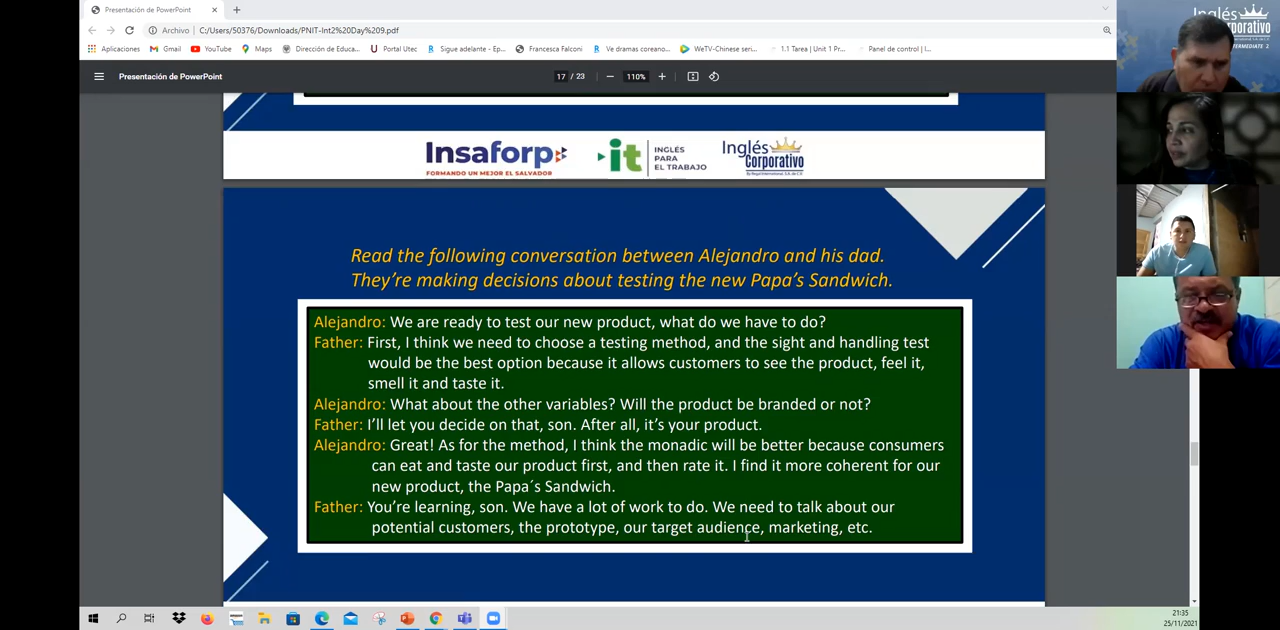 Presentación de PowerPoint
Archivo C:/Users/50376/Downloads/PNIT-Int2%20Day%209.pdf
Aplicaciones Gmail YouTube Maps Dirección de Educa... Portal Utec Sigue adelante - Ep... Francesca Falconi Ve dramas coreano... WeTV-Chinese seri... 1.1 Tarea | Unit 1 Pr... Panel de control | I...
Presentación de PowerPoint 17 / 23 110%
Insaforp
FORMANDO UN MEJOR EL SALVADOR
it
INGLÉS
PARA
EL TRABAJO
Inglés
Corporativo
Read the following conversation between Alejandro and his dad.
They're making decisions about testing the new Papa's Sandwich.
Alejandro: We are ready to test our new product, what do we have to do?
Father: First, I think we need to choose a testing method, and the sight and handling test
would be the best option because it allows customers to see the product, feel it,
smell it and taste it.
Alejandro: What about the other variables? Will the product be branded or not?
Father: I'll let you decide on that, son. After all, it's your product.
Alejandro: Great! As for the method, I think the monadic will be better because consumers
can eat and taste our product first, and then rate it. I find it more coherent for our
new product, the Papa´s Sandwich.
Father: You're learning, son. We have a lot of work to do. We need to talk about our
potential customers, the prototype, our target audience, marketing, etc.
21:35
25/11/2021
Inglés